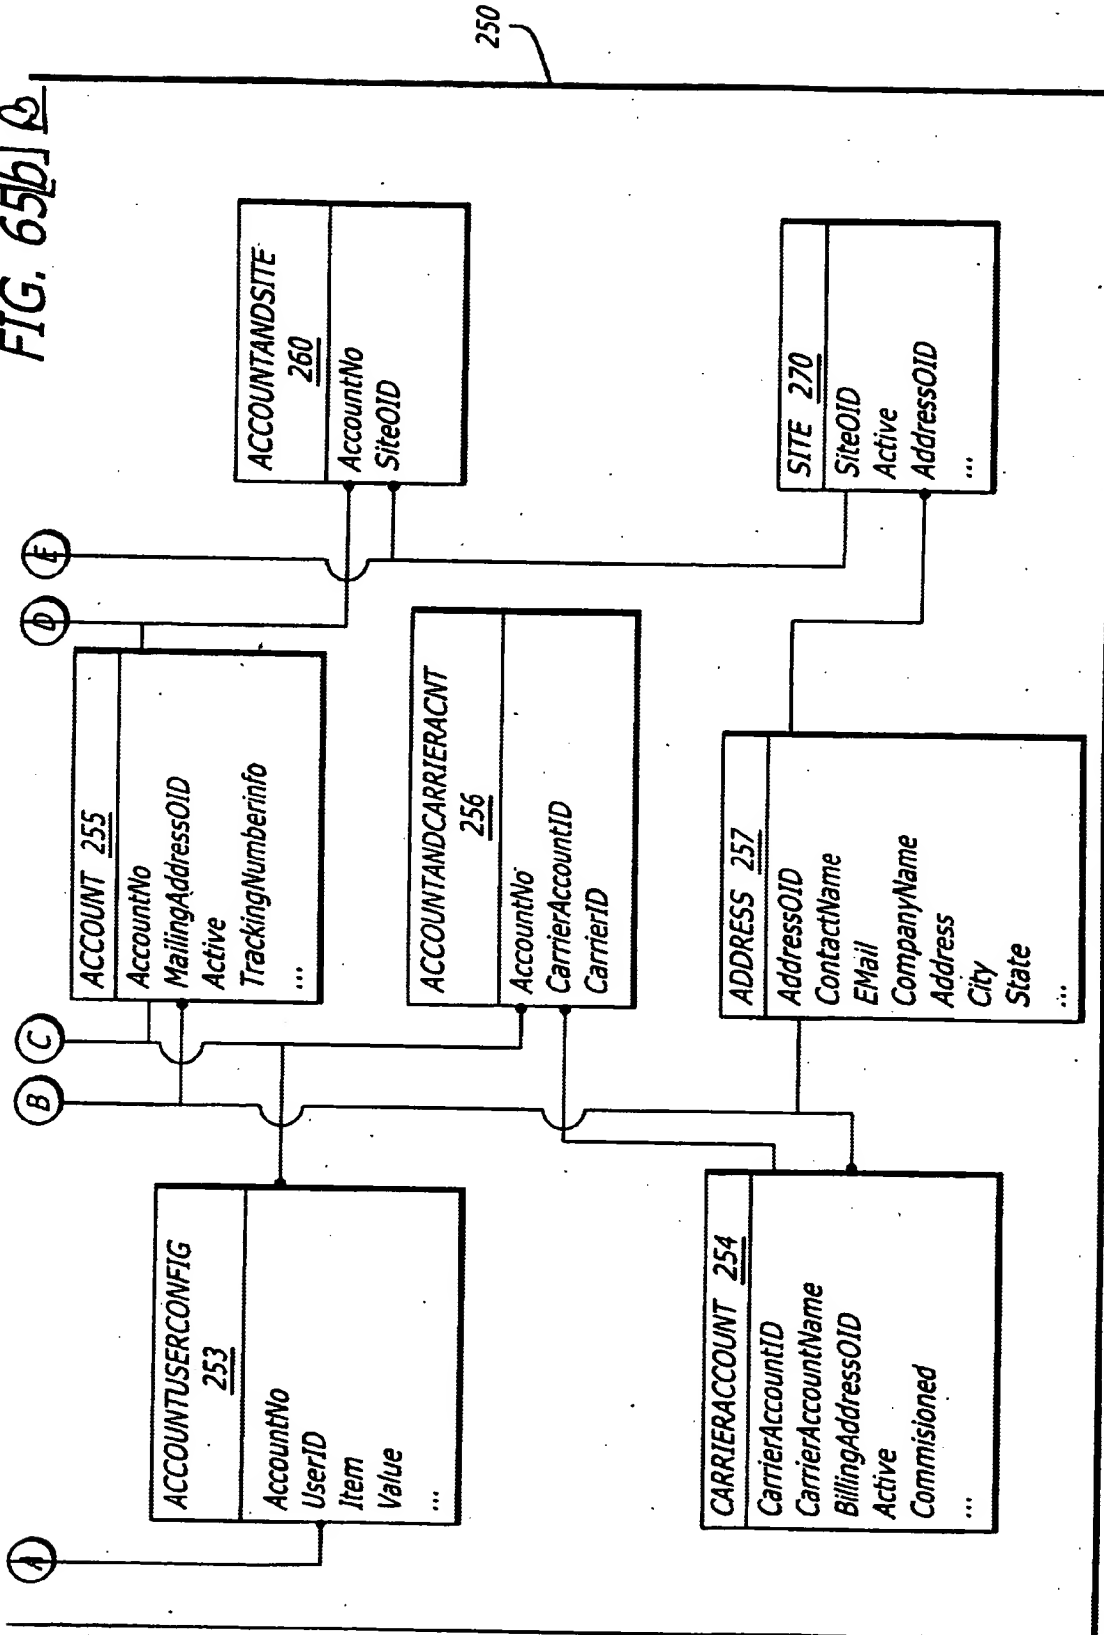 FIG. 65[b] B
250
A
B
C
D
E
ACCOUNTUSERCONFIG
253
AccountNo
UserID
Item
Value
...
ACCOUNT 255
AccountNo
MailingAddressOID
Active
TrackingNumberinfo
...
ACCOUNTANDSITE
260
AccountNo
SiteOID
ACCOUNTANDCARRIERACNT
256
AccountNo
CarrierAccountID
CarrierID
CARRIERACCOUNT 254
CarrierAccountID
CarrierAccountName
BillingAddressOID
Active
Commisioned
...
ADDRESS 257
AddressOID
ContactName
EMail
CompanyName
Address
City
State
...
SITE 270
SiteOID
Active
AddressOID
...